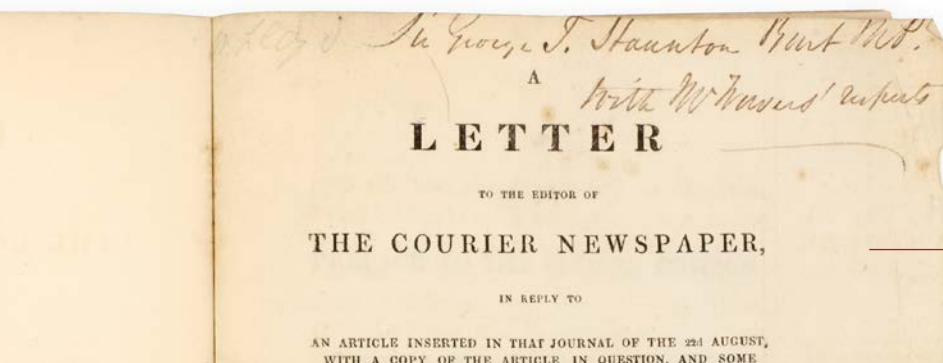 Sir George T. Staunton Bart MP.
A
With Mr respects
LETTER
TO THE EDITOR OF
THE COURIER NEWSPAPER,
IN REPLY TO
AN ARTICLE INSERTED IN THAT JOURNAL OF THE 22d AUGUST,
WITH A COPY OF THE ARTICLE IN QUESTION, AND SOME